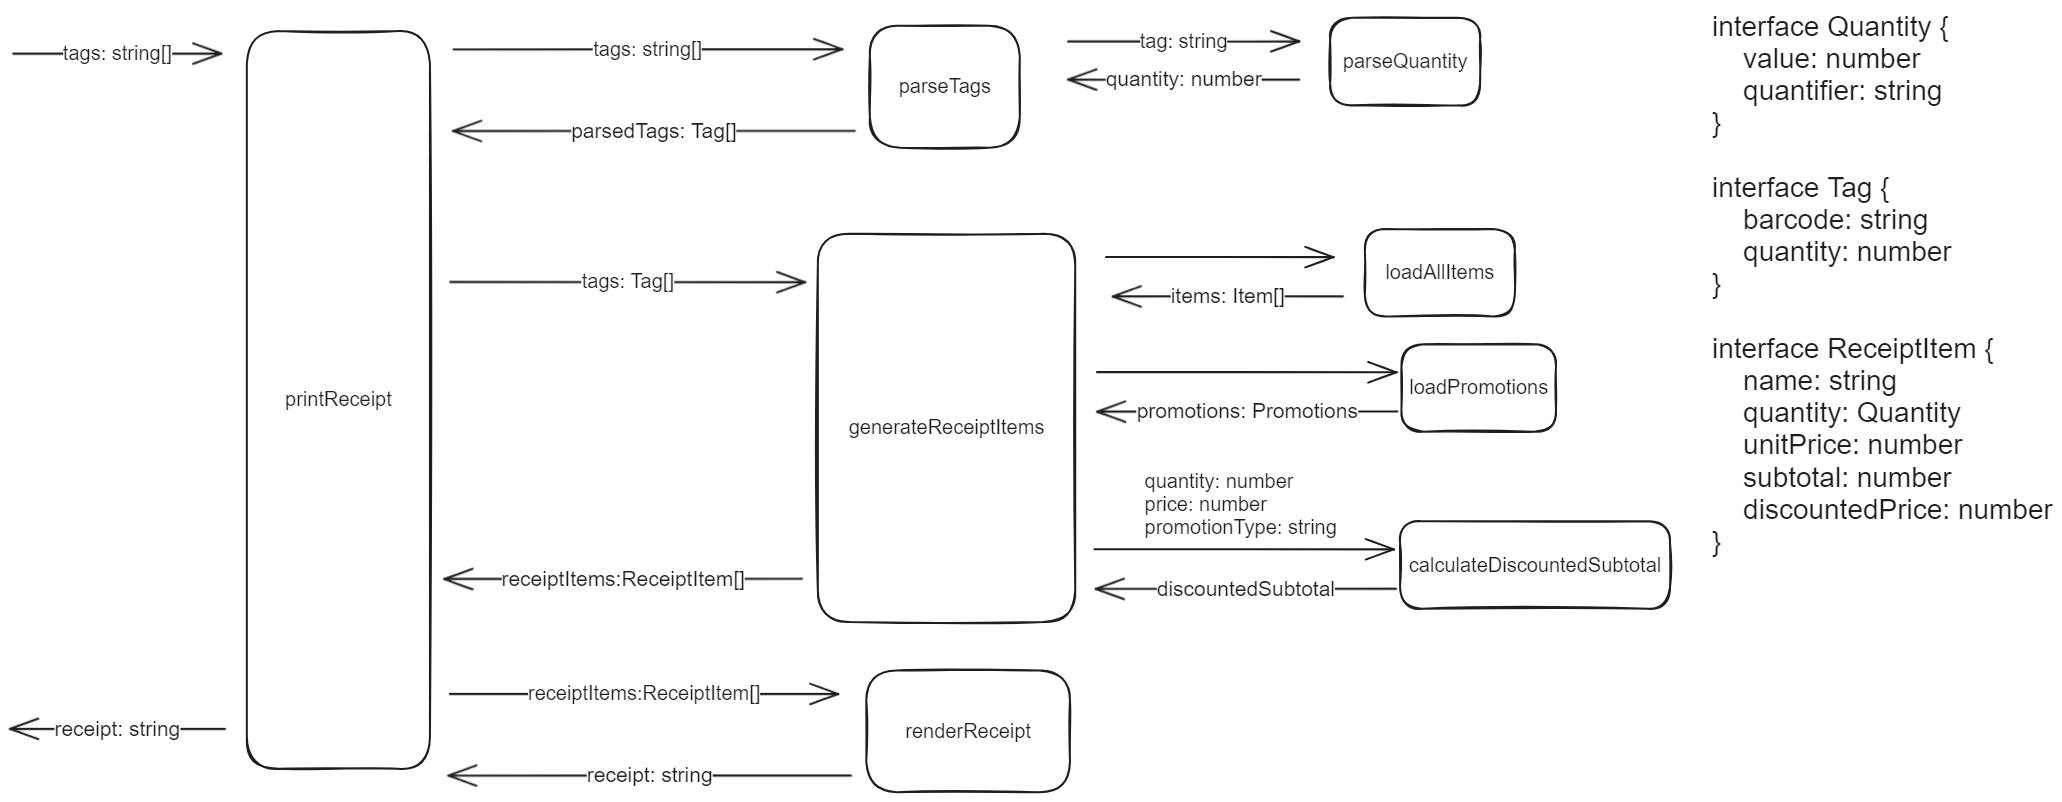 tags: string[]
printReceipt
receipt: string
tags: string[]
parsedTags: Tag[]
parseTags
tag: string
quantity: number
parseQuantity
tags: Tag[]
receiptItems:ReceiptItem[]
generateReceiptItems
loadAllItems
items: Item[]
loadPromotions
promotions: Promotions
quantity: number
price: number
promotionType: string
calculateDiscountedSubtotal
discountedSubtotal
receiptItems:ReceiptItem[]
renderReceipt
receipt: string
interface Quantity {
value: number
quantifier: string
}
interface Tag {
barcode: string
quantity: number
}
interface ReceiptItem {
name: string
quantity: Quantity
unitPrice: number
subtotal: number
discountedPrice: number
}